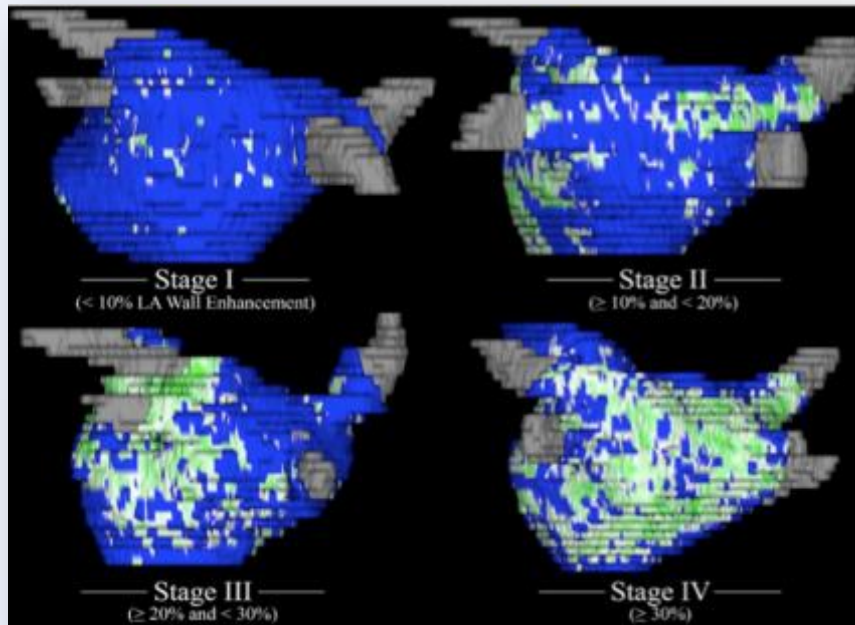 Stage I
(< 10% LA Wall Enhancement)
Stage II
(≥ 10% and < 20%)
Stage III
(≥ 20% and < 30%)
Stage IV
(≥ 30%)